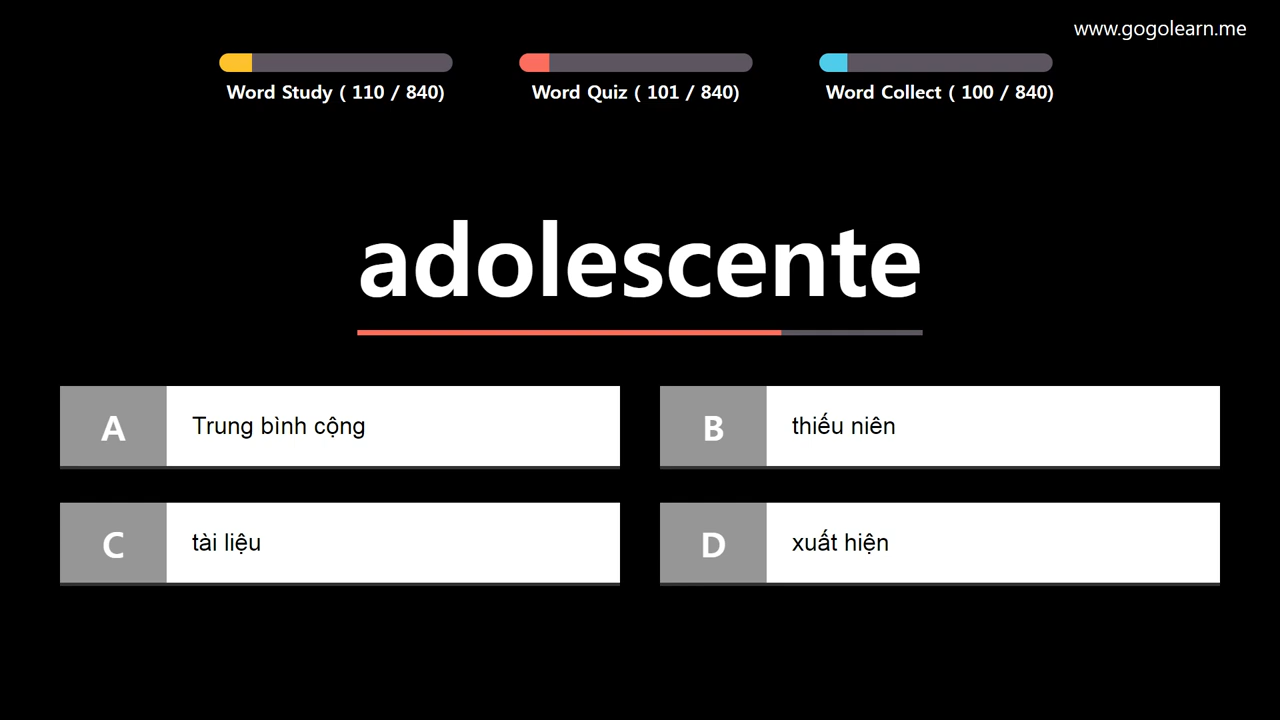 www.gogolearn.me
Word Study ( 110 / 840)
Word Quiz ( 101 / 840)
Word Collect ( 100 / 840)
adolescente
A
Trung bình cộng
B
thiếu niên
C
tài liệu
D
xuất hiện